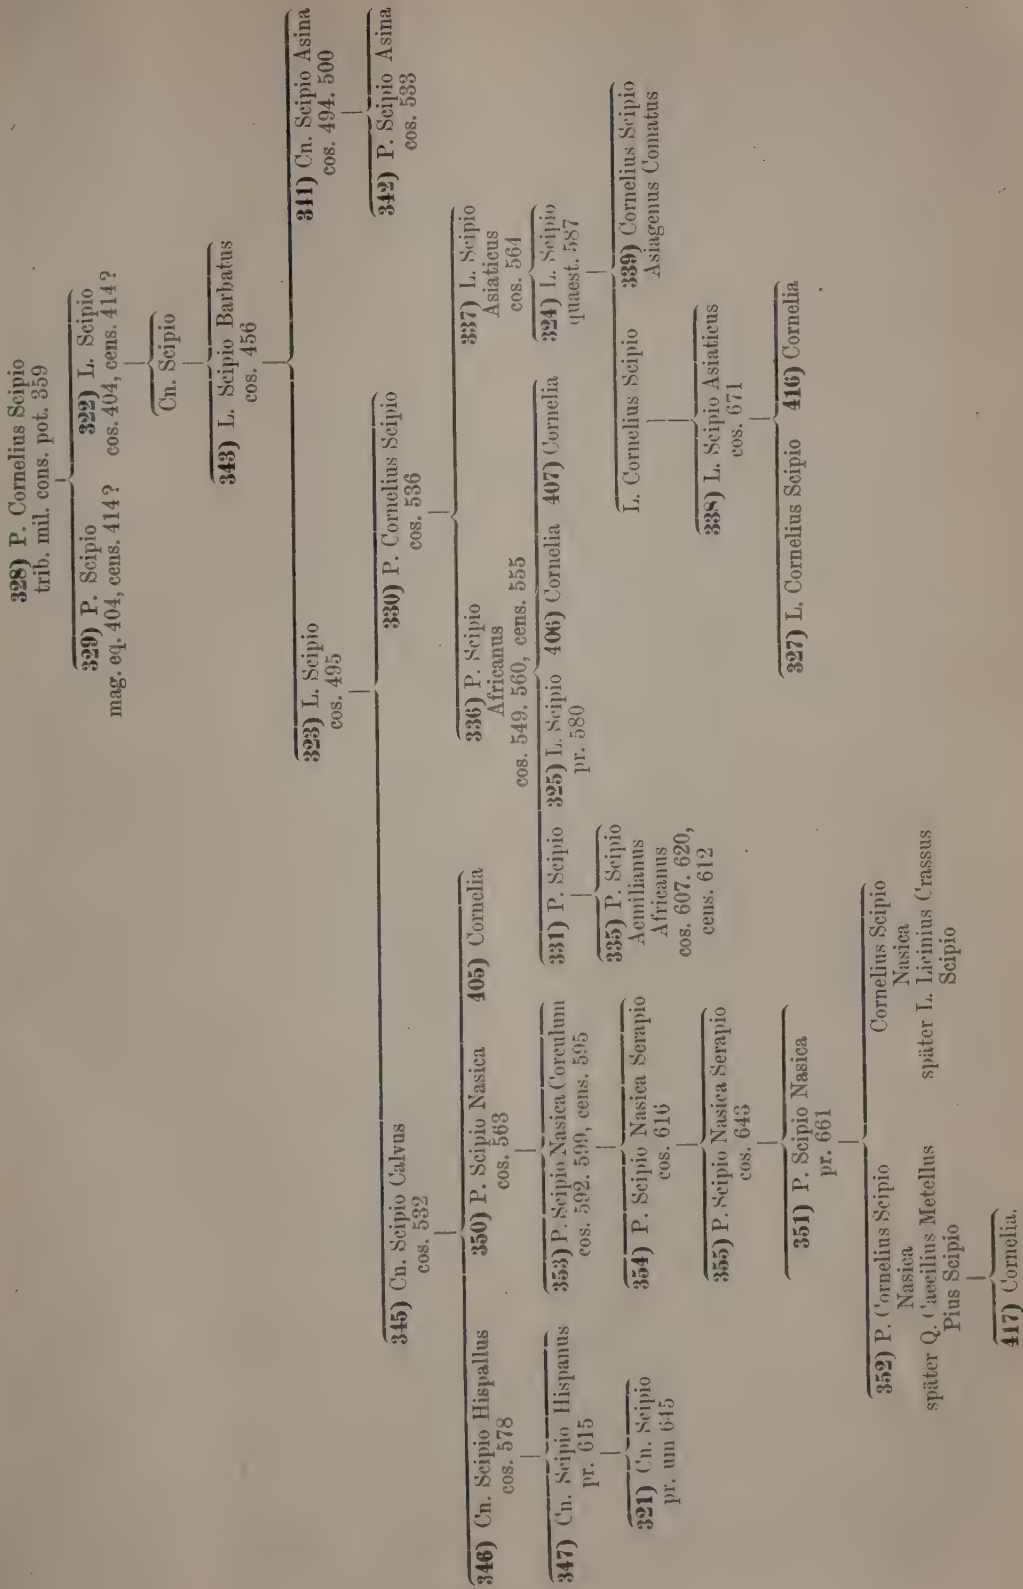 328) P. Cornelius Scipio
trib. mil. cons. pot. 359
329) P. Scipio
mag. eq. 404, cens. 414?
322) L. Scipio
cos. 404, cens. 414?
Cn. Scipio
343) L. Scipio Barbatus
cos. 456
323) L. Scipio
cos. 495
341) Cn. Scipio Asina
cos. 494. 500
342) P. Scipio Asina
cos. 533
345) Cn. Scipio Calvus
cos. 532
330) P. Cornelius Scipio
cos. 536
346) Cn. Scipio Hispallus
cos. 578
350) P. Scipio Nasica
cos. 563
405) Cornelia
336) P. Scipio
Africanus
cos. 549. 560, cens. 555
337) L. Scipio
Asiaticus
cos. 564
347) Cn. Scipio Hispanus
pr. 615
353) P. Scipio Nasica Corculum
cos. 592. 599, cens. 595
331) P. Scipio
325) L. Scipio
pr. 580
406) Cornelia
407) Cornelia
324) L. Scipio
quaest. 587
321) Cn. Scipio
pr. um 645
354) P. Scipio Nasica Serapio
cos. 616
335) P. Scipio
Aemilianus
Africanus
cos. 607. 620,
cens. 612
L. Cornelius Scipio
339) Cornelius Scipio
Asiagenus Comatus
355) P. Scipio Nasica Serapio
cos. 643
338) L. Scipio Asiaticus
cos. 671
351) P. Scipio Nasica
pr. 661
327) L. Cornelius Scipio
416) Cornelia
352) P. Cornelius Scipio
Nasica
später Q. Caecilius Metellus
Pius Scipio
Cornelius Scipio
Nasica
später L. Licinius Crassus
Scipio
417) Cornelia.